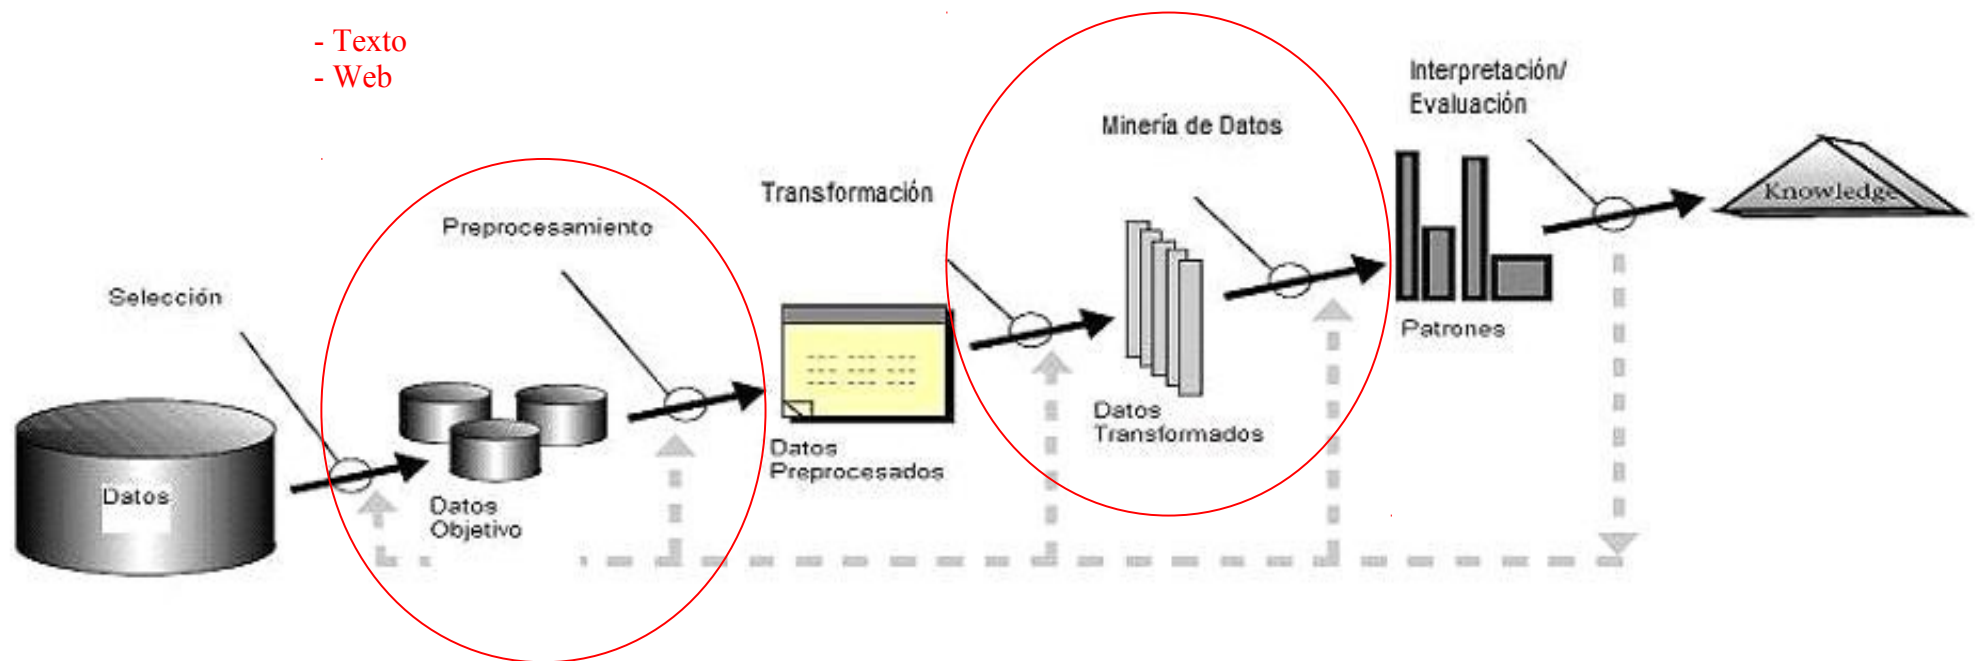 - Texto
- Web
Interpretación/
Evaluación
Minería de Datos
Transformación
Preprocesamiento
Selección
Knowledge
Patrones
Datos
Transformados
Datos
Preprocesados
Datos
Objetivo
Datos